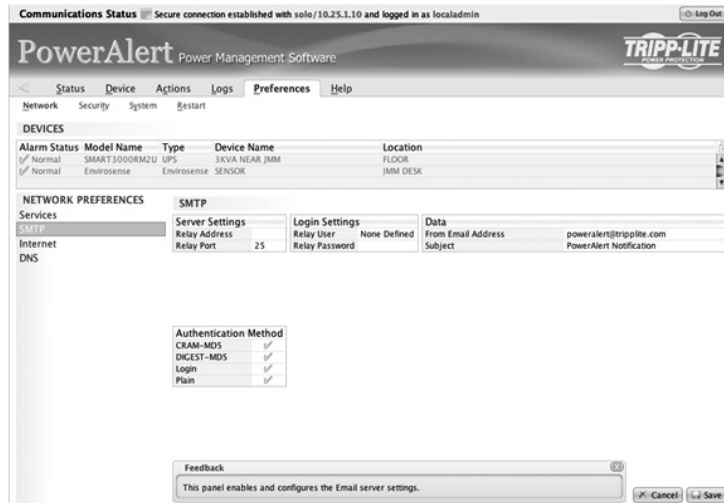 Communications Status Secure connection established with solo/10.25.1.10 and logged in as localadmin Log Out
PowerAlert Power Management Software
TRIPP·LITE
POWER PROTECTION
Status Device Actions Logs Preferences Help
Network Security System Restart
DEVICES
Alarm Status Model Name Type Device Name Location
Normal SMART3000RM2U UPS 3KVA NEAR JMM FLOOR
Normal Envirosense Envirosense SENSOR JMM DESK
NETWORK PREFERENCES
Services
SMTP
Internet
DNS
SMTP
Server Settings
Relay Address
Relay Port 25
Login Settings
Relay User None Defined
Relay Password
Data
From Email Address poweralert@tripplite.com
Subject PowerAlert Notification
Authentication Method
CRAM-MD5
DIGEST-MD5
Login
Plain
Feedback
This panel enables and configures the Email server settings.
Cancel Save